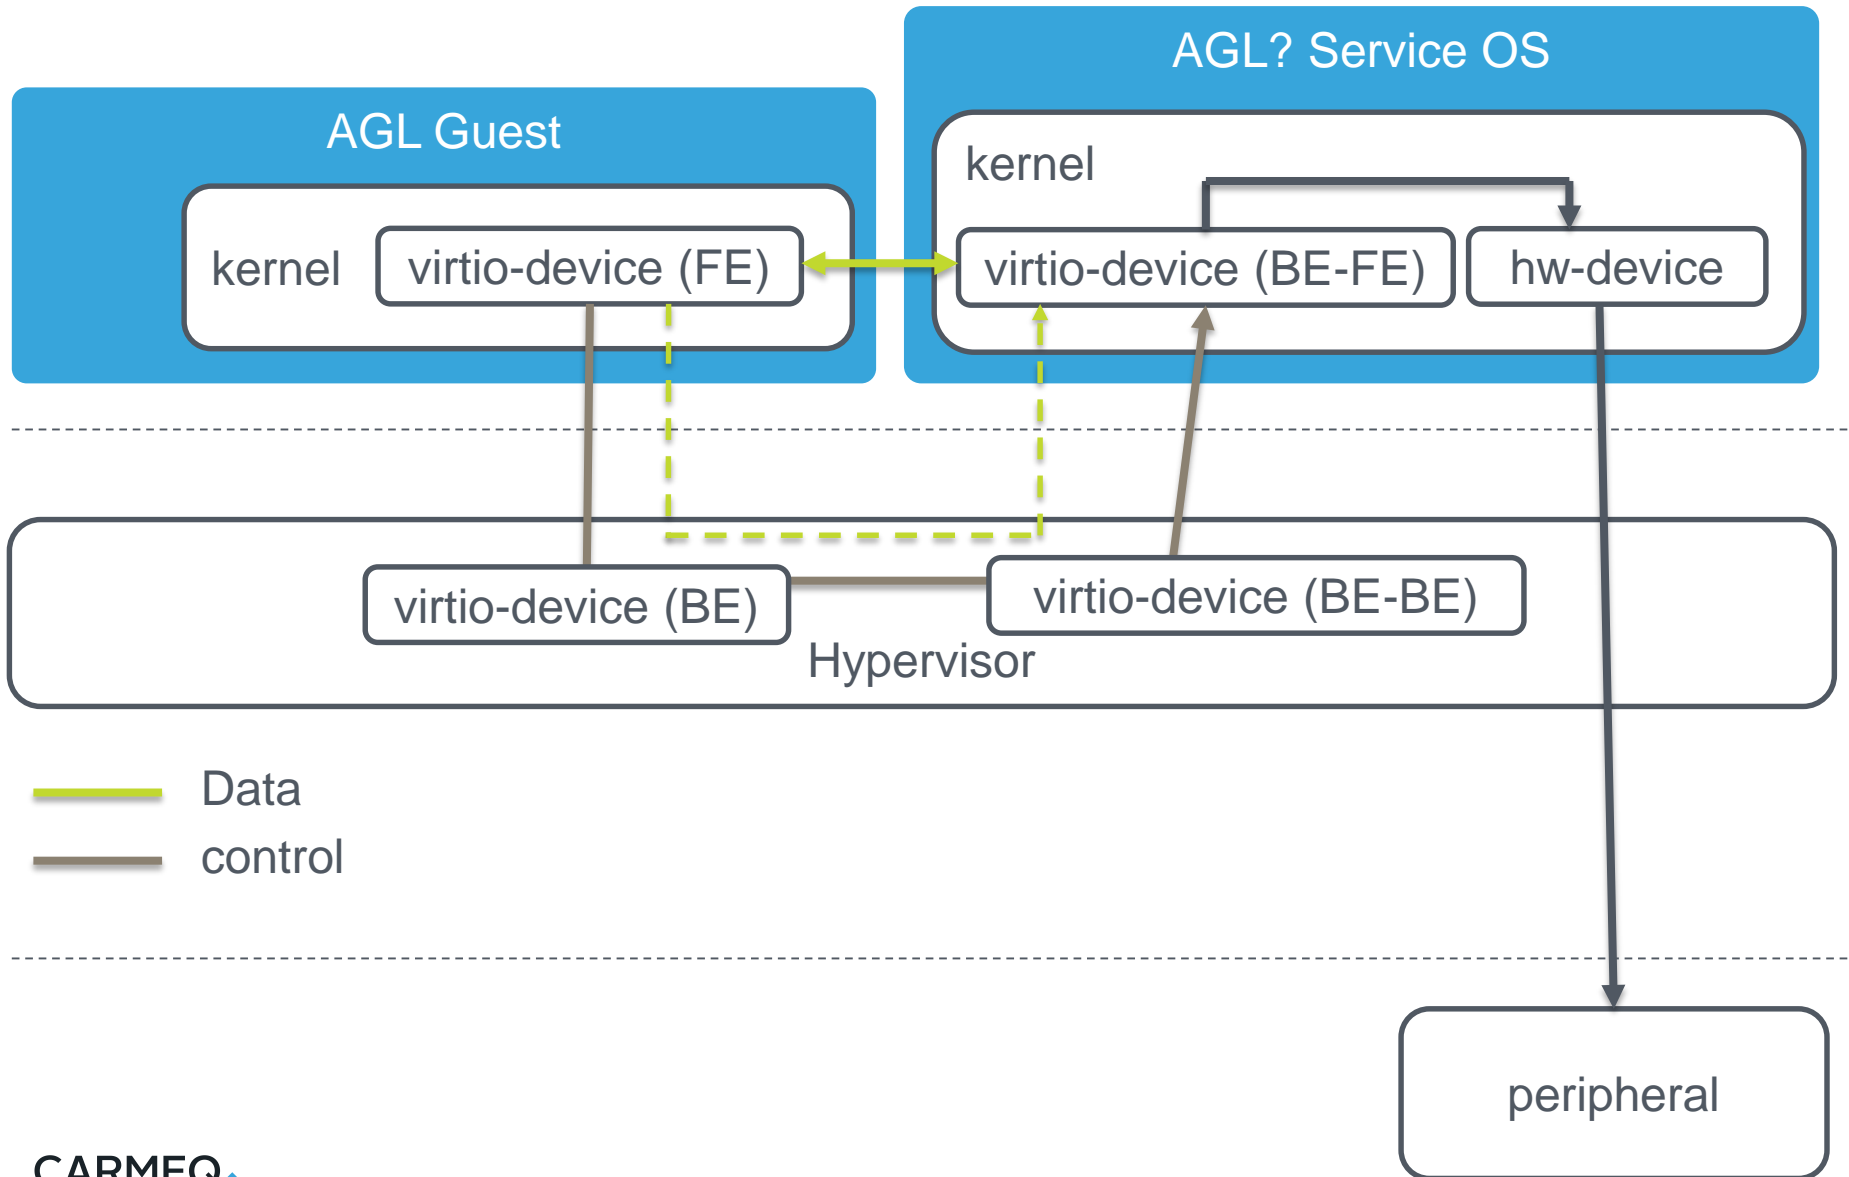 AGL? Service OS
AGL Guest
kernel
kernel
virtio-device (FE)
virtio-device (BE-FE)
hw-device
virtio-device (BE)
virtio-device (BE-BE)
Hypervisor
Data
control
peripheral
CARMEQ